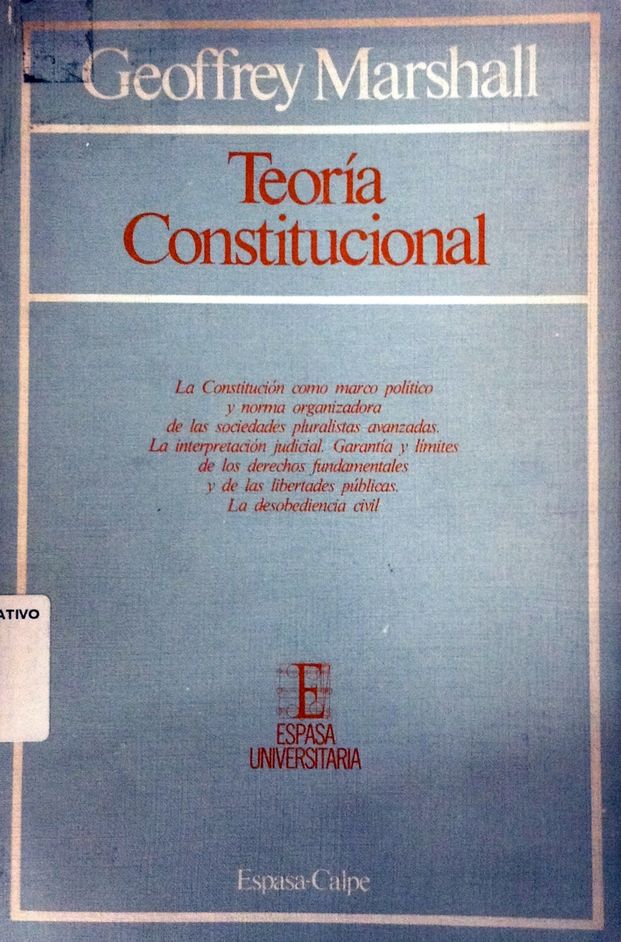 Geoffrey Marshall
Teoría
Constitucional
La Constitución como marco político
y norma organizadora
de las sociedades pluralistas avanzadas.
La interpretación judicial. Garantía y límites
de los derechos fundamentales
y de las libertades públicas.
La desobediencia civil
ATIVO
E
ESPASA
UNIVERSITARIA
Espasa-Calpe